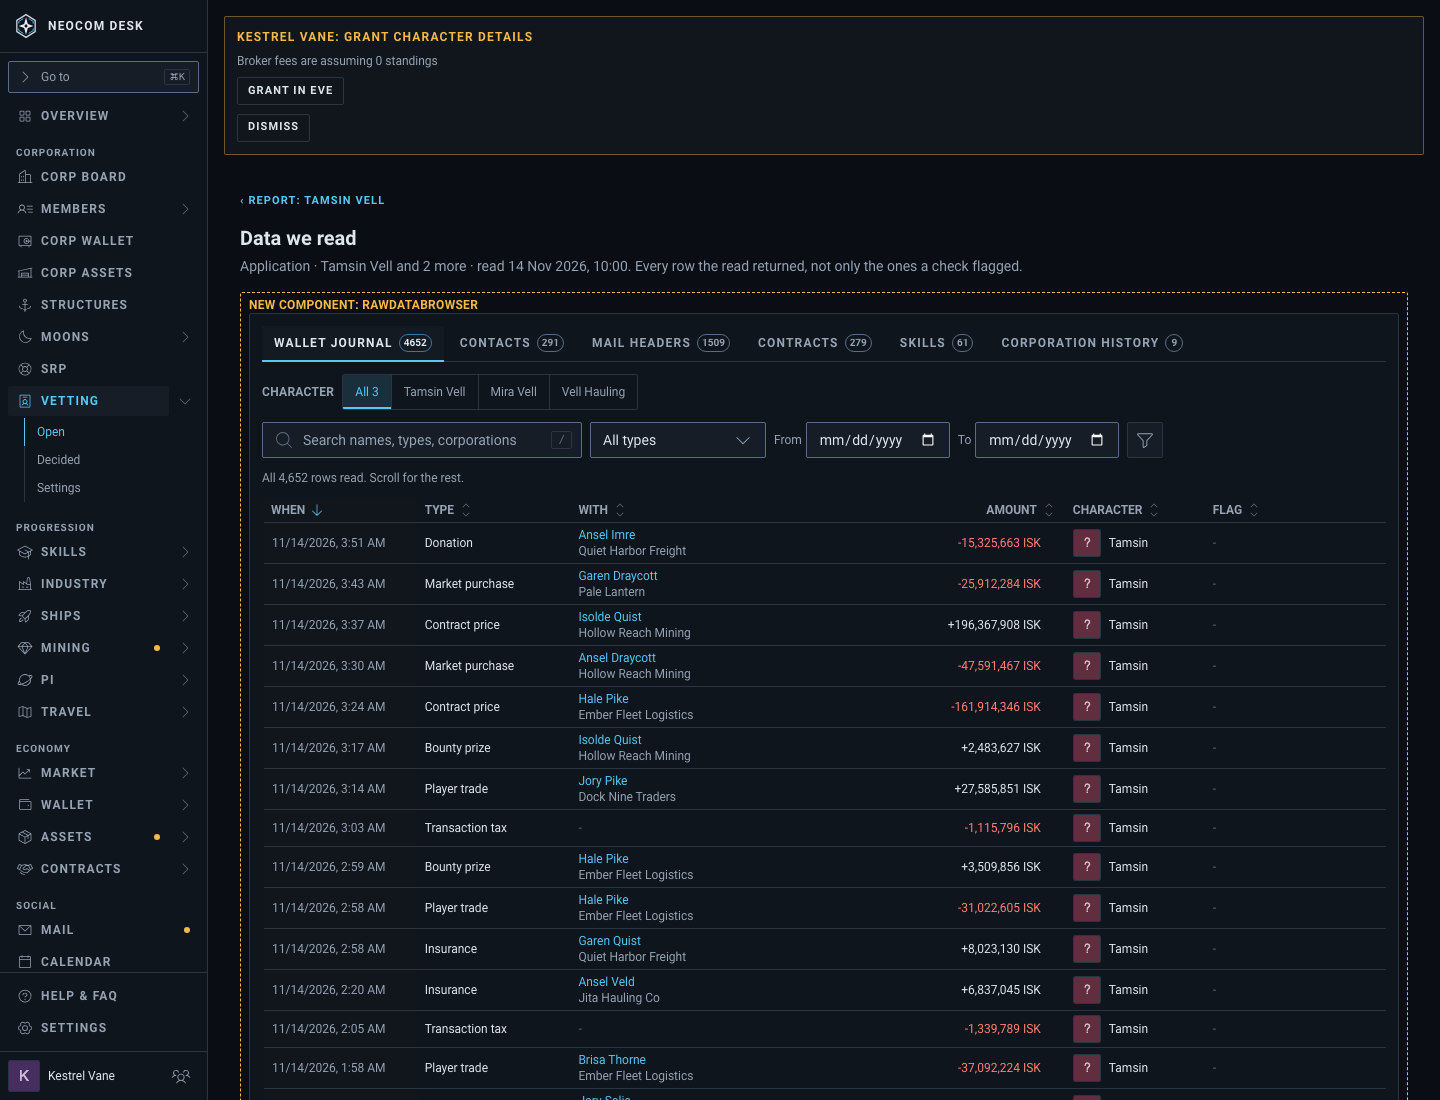 NEOCOM DESK
Go to ⌘K
OVERVIEW
CORPORATION
CORP BOARD
MEMBERS
CORP WALLET
CORP ASSETS
STRUCTURES
MOONS
SRP
VETTING
Open
Decided
Settings
PROGRESSION
SKILLS
INDUSTRY
SHIPS
MINING
PI
TRAVEL
ECONOMY
MARKET
WALLET
ASSETS
CONTRACTS
SOCIAL
MAIL
CALENDAR
HELP & FAQ
SETTINGS
K Kestrel Vane
KESTREL VANE: GRANT CHARACTER DETAILS
Broker fees are assuming 0 standings
GRANT IN EVE
DISMISS
‹ REPORT: TAMSIN VELL
Data we read
Application · Tamsin Vell and 2 more · read 14 Nov 2026, 10:00. Every row the read returned, not only the ones a check flagged.
NEW COMPONENT: RAWDATABROWSER
WALLET JOURNAL 4652 CONTACTS 291 MAIL HEADERS 1509 CONTRACTS 279 SKILLS 61 CORPORATION HISTORY 9
CHARACTER All 3 Tamsin Vell Mira Vell Vell Hauling
Search names, types, corporations / All types From mm/dd/yyyy To mm/dd/yyyy
All 4,652 rows read. Scroll for the rest.
WHEN TYPE WITH AMOUNT CHARACTER FLAG
11/14/2026, 3:51 AM Donation Ansel Imre -15,325,663 ISK ? Tamsin -
Quiet Harbor Freight
11/14/2026, 3:43 AM Market purchase Garen Draycott -25,912,284 ISK ? Tamsin -
Pale Lantern
11/14/2026, 3:37 AM Contract price Isolde Quist +196,367,908 ISK ? Tamsin -
Hollow Reach Mining
11/14/2026, 3:30 AM Market purchase Ansel Draycott -47,591,467 ISK ? Tamsin -
Hollow Reach Mining
11/14/2026, 3:24 AM Contract price Hale Pike -161,914,346 ISK ? Tamsin -
Ember Fleet Logistics
11/14/2026, 3:17 AM Bounty prize Isolde Quist +2,483,627 ISK ? Tamsin -
Hollow Reach Mining
11/14/2026, 3:14 AM Player trade Jory Pike +27,585,851 ISK ? Tamsin -
Dock Nine Traders
11/14/2026, 3:03 AM Transaction tax - -1,115,796 ISK ? Tamsin -
11/14/2026, 2:59 AM Bounty prize Hale Pike +3,509,856 ISK ? Tamsin -
Ember Fleet Logistics
11/14/2026, 2:58 AM Player trade Hale Pike -31,022,605 ISK ? Tamsin -
Ember Fleet Logistics
11/14/2026, 2:58 AM Insurance Garen Quist +8,023,130 ISK ? Tamsin -
Quiet Harbor Freight
11/14/2026, 2:20 AM Insurance Ansel Veld +6,837,045 ISK ? Tamsin -
Jita Hauling Co
11/14/2026, 2:05 AM Transaction tax - -1,339,789 ISK ? Tamsin -
11/14/2026, 1:58 AM Player trade Brisa Thorne -37,092,224 ISK ? Tamsin -
Ember Fleet Logistics